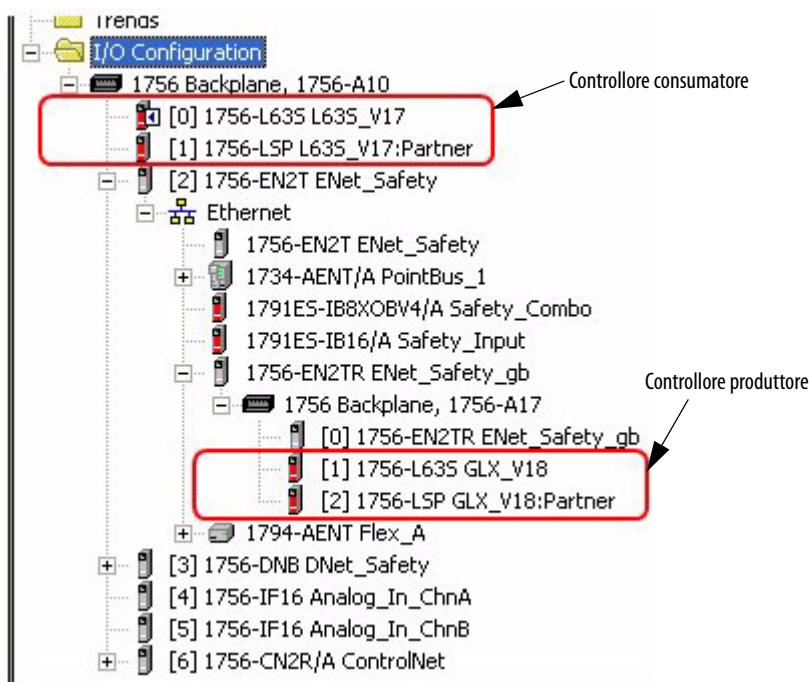 Trends
I/O Configuration
1756 Backplane, 1756-A10
Controllore consumatore
[0] 1756-L63S L63S_V17
[1] 1756-LSP L63S_V17:Partner
[2] 1756-EN2T ENet_Safety
Ethernet
1756-EN2T ENet_Safety
1734-AENT/A PointBus_1
1791ES-IB8XOBV4/A Safety_Combo
1791ES-IB16/A Safety_Input
1756-EN2TR ENet_Safety_gb
Controllore produttore
1756 Backplane, 1756-A17
[0] 1756-EN2TR ENet_Safety_gb
[1] 1756-L63S GLX_V18
[2] 1756-LSP GLX_V18:Partner
1794-AENT Flex_A
[3] 1756-DNB DNet_Safety
[4] 1756-IF16 Analog_In_ChnA
[5] 1756-IF16 Analog_In_ChnB
[6] 1756-CN2R/A ControlNet